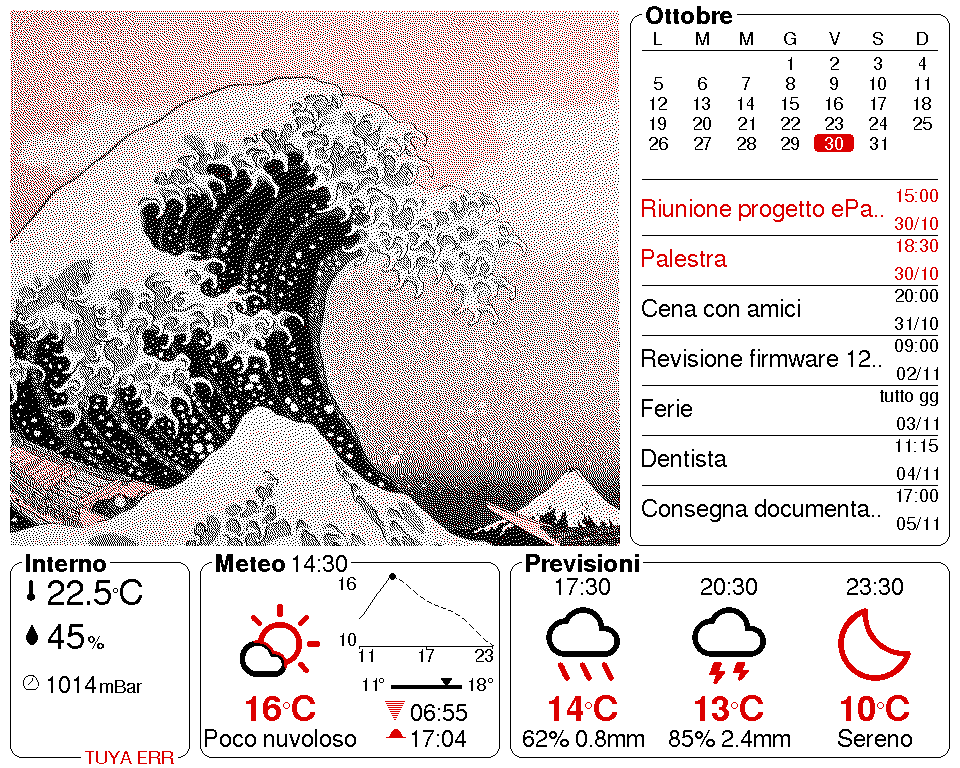 Ottobre
L M M G V S D
1 2 3 4
5 6 7 8 9 10 11
12 13 14 15 16 17 18
19 20 21 22 23 24 25
26 27 28 29 30 31
Riunione progetto ePa.. 15:00
30/10
Palestra 18:30
30/10
Cena con amici 20:00
31/10
Revisione firmware 12.. 09:00
02/11
Ferie tutto gg
03/11
Dentista 11:15
04/11
Consegna documenta.. 17:00
05/11
Interno
22.5°C
45%
1014mBar
TUYA ERR
Meteo 14:30
16
10
11 17 23
11° 18°
16°C
06:55
Poco nuvoloso
17:04
Previsioni
17:30 20:30 23:30
14°C 13°C 10°C
62% 0.8mm 85% 2.4mm Sereno